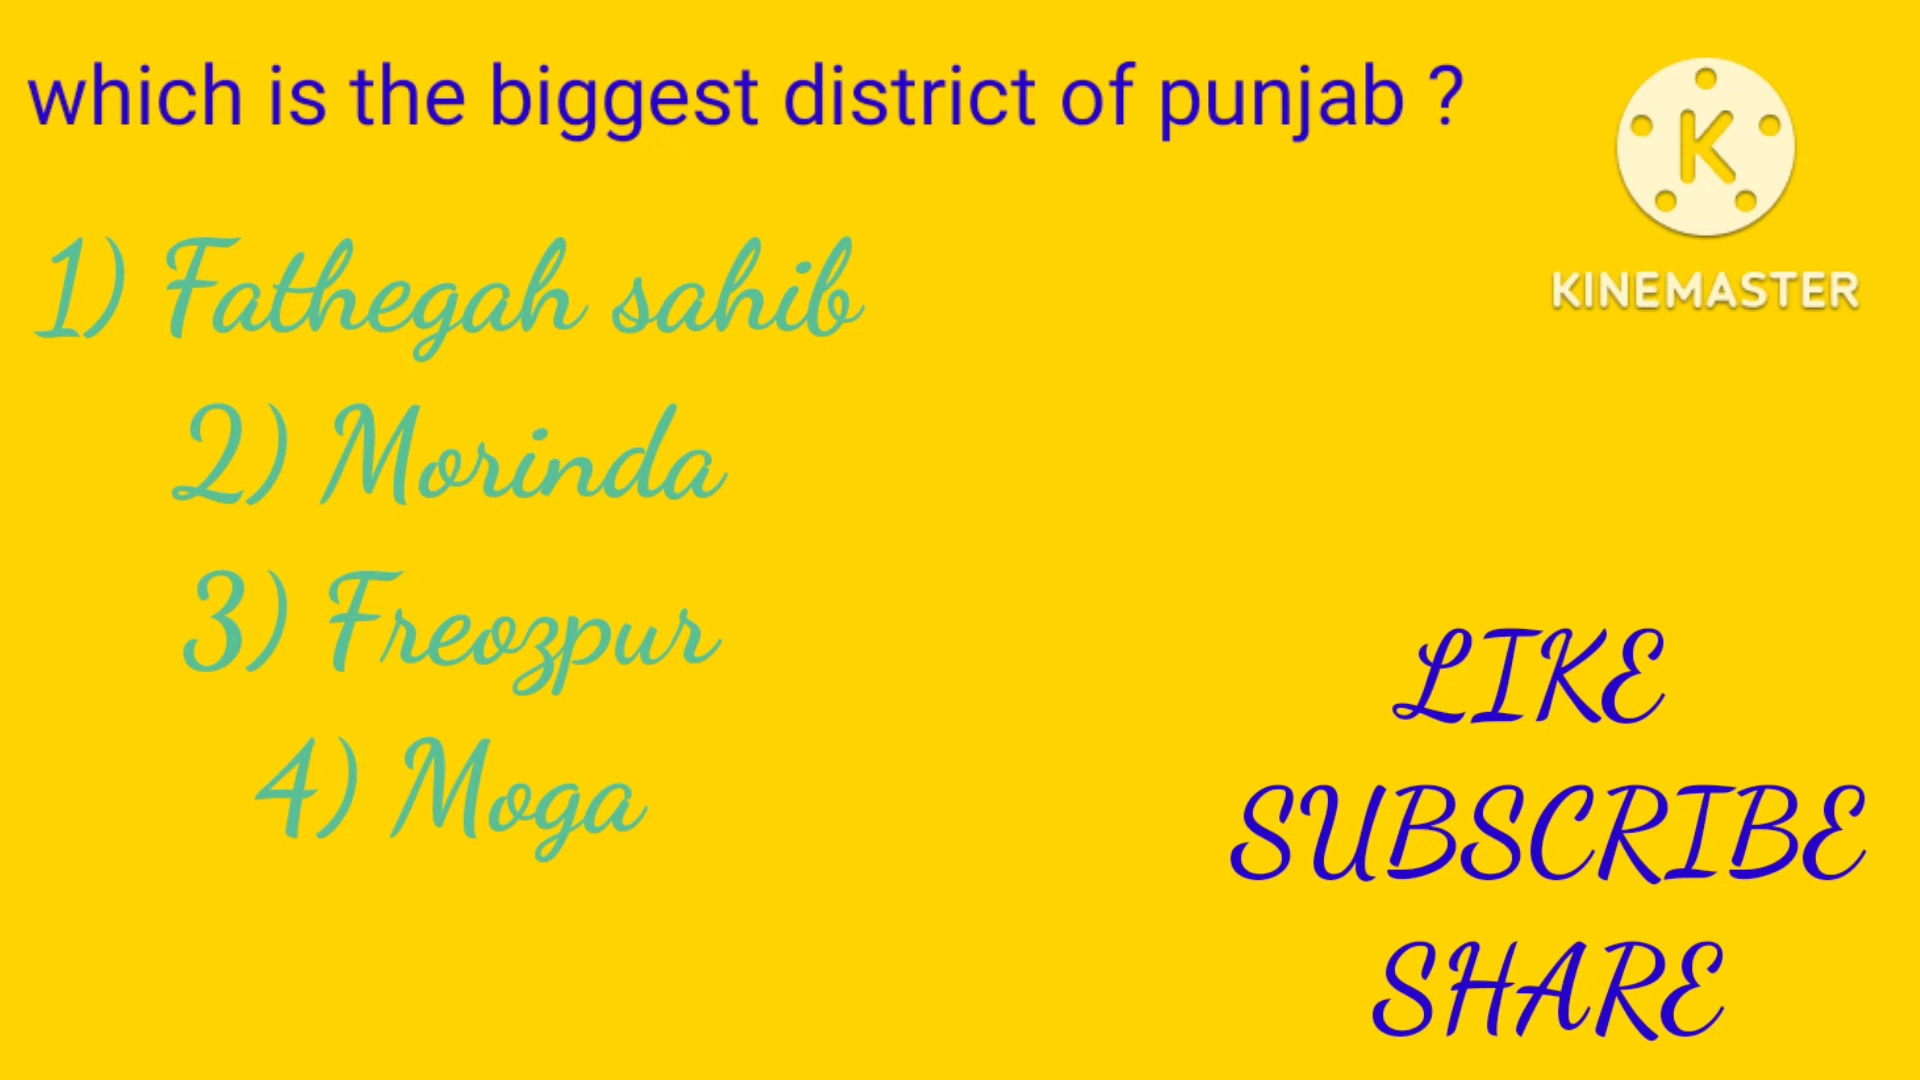 which is the biggest district of punjab ?
K
KINEMASTER
1) Fathegah sahib
2) Morinda
3) Freozpur
4) Moga
LIKE
SUBSCRIBE
SHARE